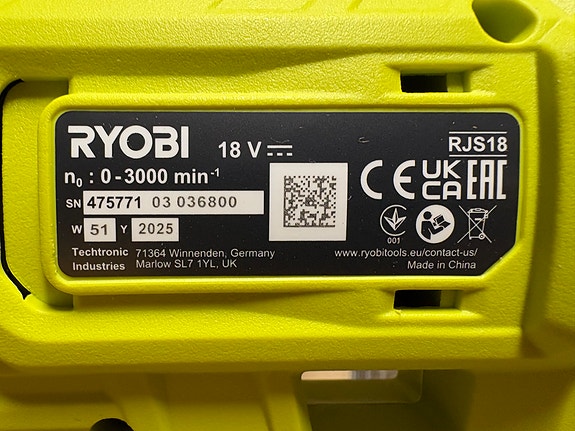 RYOBI 18 V RJS18
n₀ : 0-3000 min⁻¹
SN 475771 03 036800
W 51 Y 2025
CE UK CA EAC
001
Techtronic Industries
71364 Winnenden, Germany
Marlow SL7 1YL, UK
www.ryobitools.eu/contact-us/
Made in China